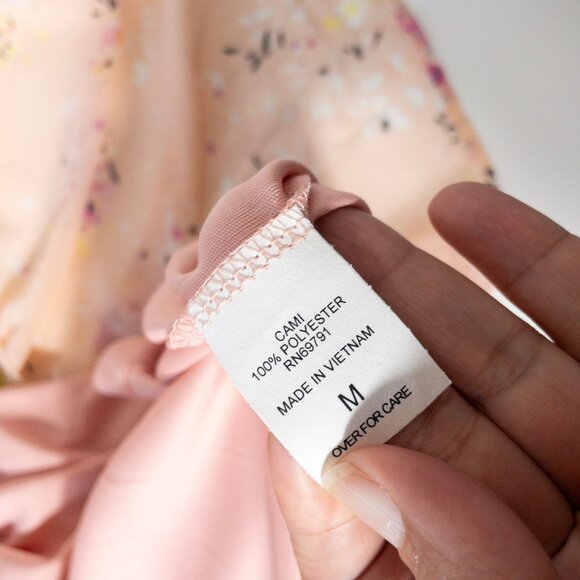 CAMI
100% POLYESTER
RN69791
MADE IN VIETNAM
M
OVER FOR CARE